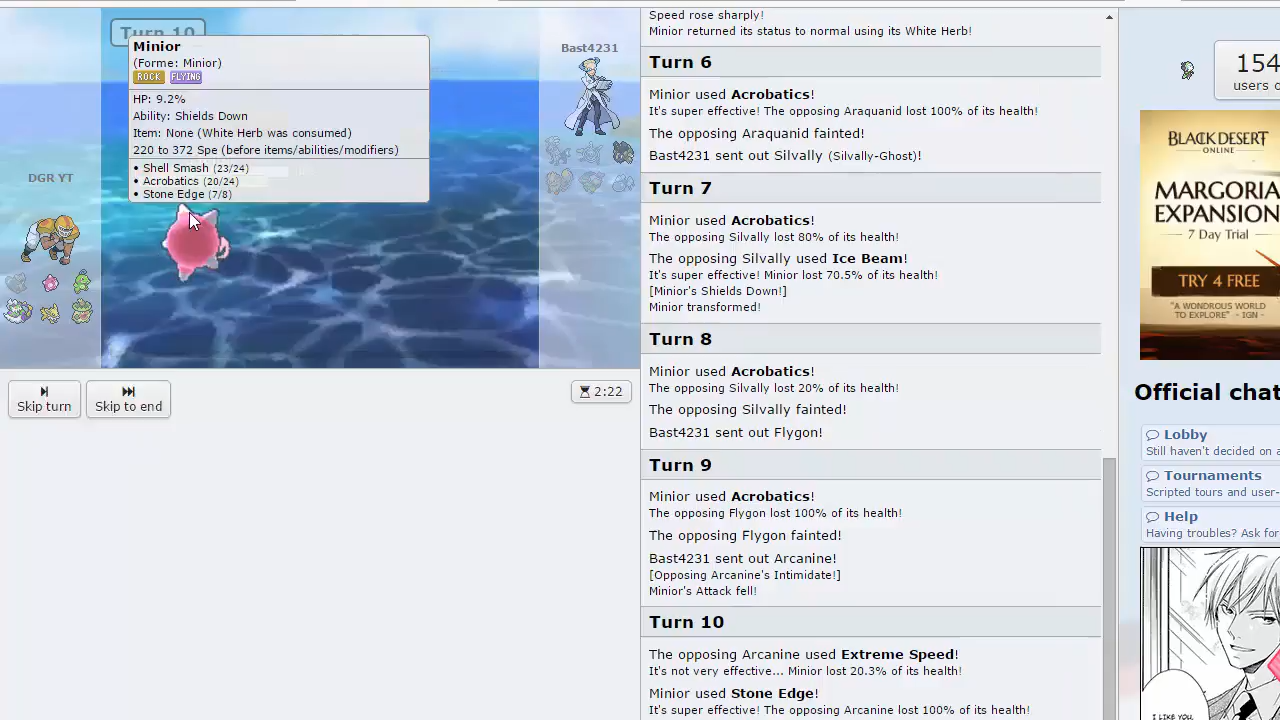 Turn 10
Minior
(Forme: Minior)
ROCK FLYING
HP: 9.2%
Ability: Shields Down
Item: None (White Herb was consumed)
220 to 372 Spe (before items/abilities/modifiers)
• Shell Smash (23/24)
• Acrobatics (20/24)
• Stone Edge (7/8)
DGR YT
Bast4231
Skip turn
Skip to end
2:22
Speed rose sharply!
Minior returned its status to normal using its White Herb!
Turn 6
Minior used Acrobatics!
It's super effective! The opposing Araquanid lost 100% of its health!
The opposing Araquanid fainted!
Bast4231 sent out Silvally (Silvally-Ghost)!
Turn 7
Minior used Acrobatics!
The opposing Silvally lost 80% of its health!
The opposing Silvally used Ice Beam!
It's super effective! Minior lost 70.5% of its health!
[Minior's Shields Down!]
Minior transformed!
Turn 8
Minior used Acrobatics!
The opposing Silvally lost 20% of its health!
The opposing Silvally fainted!
Bast4231 sent out Flygon!
Turn 9
Minior used Acrobatics!
The opposing Flygon lost 100% of its health!
The opposing Flygon fainted!
Bast4231 sent out Arcanine!
[Opposing Arcanine's Intimidate!]
Minior's Attack fell!
Turn 10
The opposing Arcanine used Extreme Speed!
It's not very effective... Minior lost 20.3% of its health!
Minior used Stone Edge!
It's super effective! The opposing Arcanine lost 100% of its health!
154
users o
BLACK DESERT
ONLINE
MARGORIA
EXPANSION
- 7 Day Trial -
TRY 4 FREE
"A WONDROUS WORLD
TO EXPLORE" - IGN -
Official chat
Lobby
Still haven't decided on a
Tournaments
Scripted tours and user-
Help
Having troubles? Ask for
I LIKE YOU,